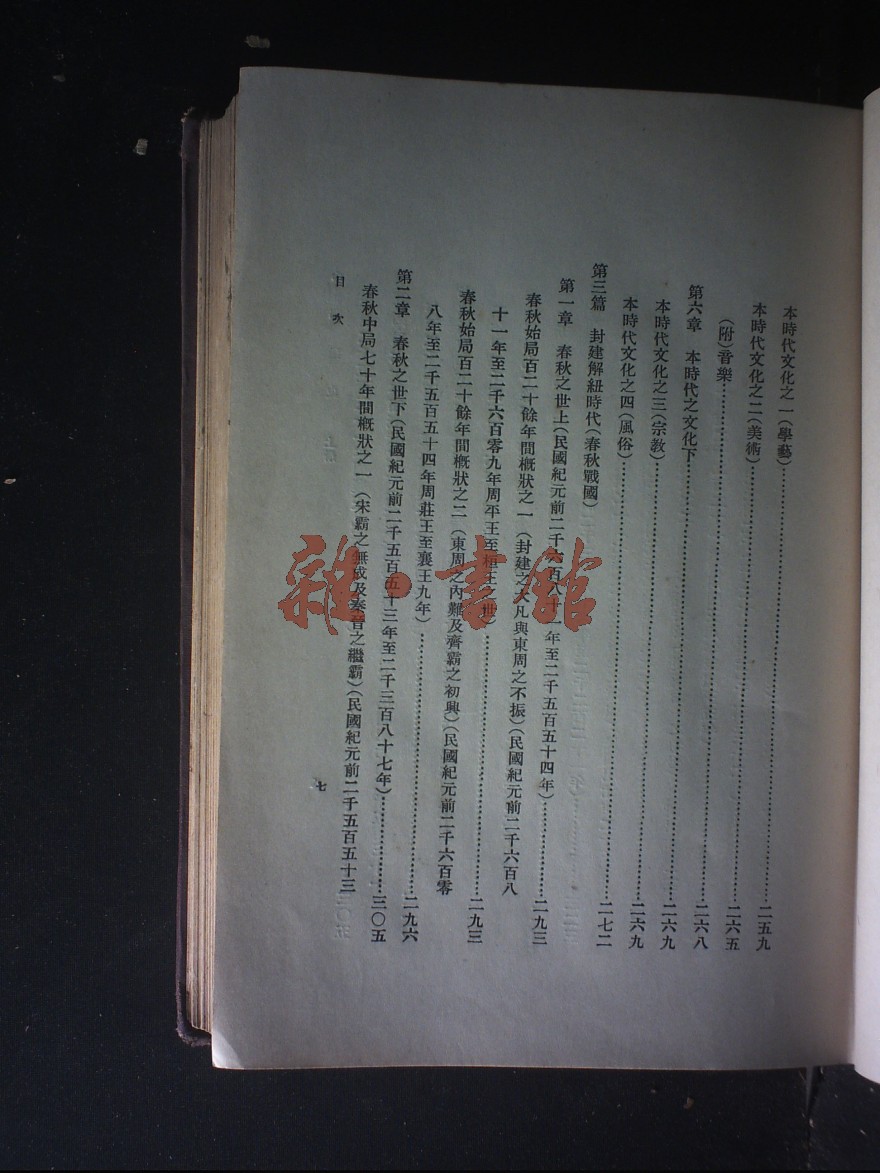 本時代文化之一（學藝）……二五九
本時代文化之二（美術）……二六五
（附）音樂……二六八
第六章　本時代之文化下……二六九
本時代文化之三（宗教）……二六九
本時代文化之四（風俗）……二七二
第三篇　封建解紐時代（春秋戰國）
第一章　春秋之世上（民國紀元前二千六百八十一年至二千五百五十四年）……二九三
春秋始局百二十餘年間概狀之一（封建之大凡與東周之不振）（民國紀元前二千六百八
十一年至二千六百零九年周平王至桓王之世）……二九三
春秋始局百二十餘年間概狀之二（東周之內難及齊霸之初興）（民國紀元前二千六百零
八年至二千五百五十四年周莊王至襄王九年）……二九六
第二章　春秋之世下（民國紀元前二千五百五十三年至二千三百八十七年）……三〇五
春秋中局七十年間概狀之一（宋霸之無成及秦晉之繼霸）（民國紀元前二千五百五十三
目次
七
雜·書館